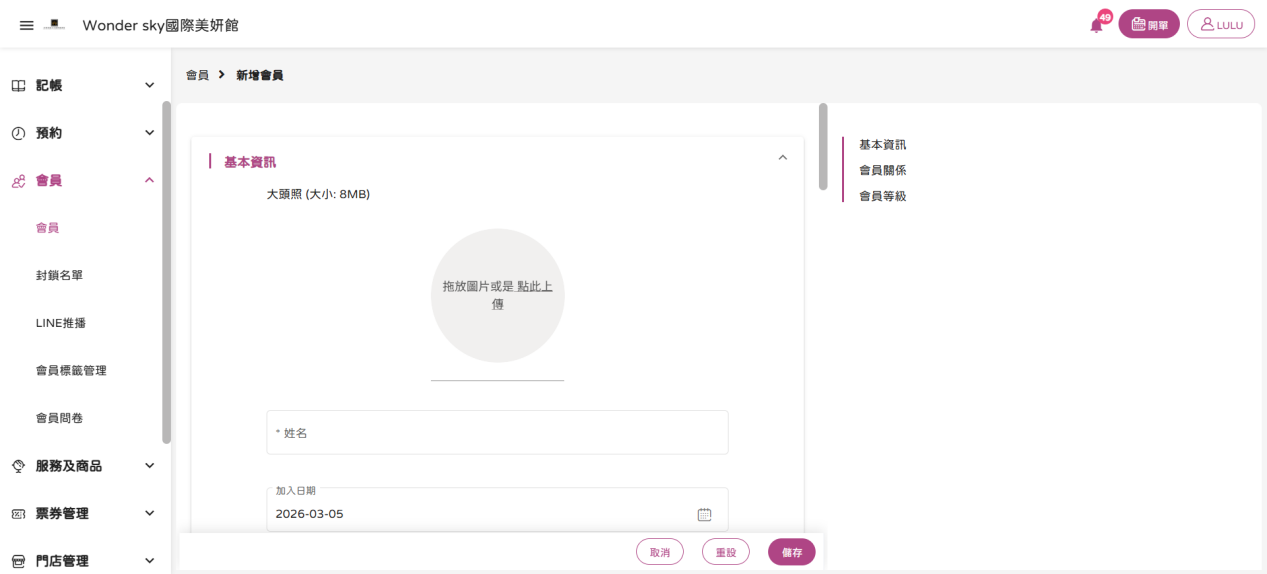 Wonder sky國際美妍館
49
開單
LULU
記帳
預約
會員
會員
封鎖名單
LINE推播
會員標籤管理
會員問卷
服務及商品
票券管理
門店管理
會員 > 新增會員
基本資訊
大頭照 (大小: 8MB)
拖放圖片或是 點此上
傳
* 姓名
加入日期
2026-03-05
取消
重設
儲存
基本資訊
會員關係
會員等級